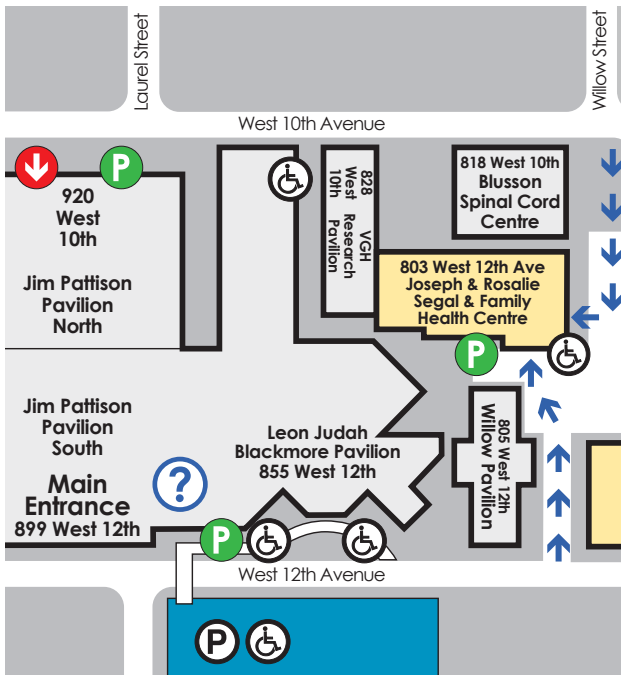 Laurel Street
Willow Street
West 10th Avenue
P
920
West
10th
828
West
10th
VGH
Research
Pavilion
818 West 10th
Blusson
Spinal Cord
Centre
Jim Pattison
Pavilion
North
803 West 12th Ave
Joseph & Rosalie
Segal & Family
Health Centre
P
Jim Pattison
Pavilion
South
Leon Judah
Blackmore Pavilion
855 West 12th
805 West 12th
Willow Pavilion
Main
Entrance
899 West 12th
?
P
West 12th Avenue
P